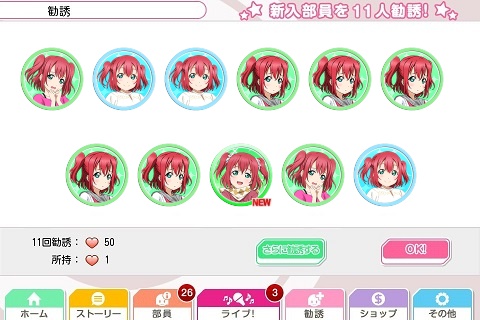 勧誘
新入部員を11人勧誘!
NEW
11回勧誘: 50
所持: 1
さらに勧誘する
OK!
26
3
ホーム
ストーリー
部員
ライブ!
勧誘
ショップ
その他